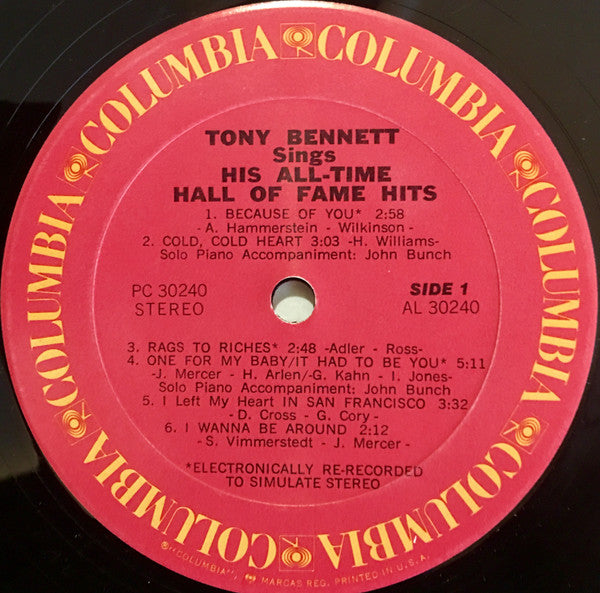 COLUMBIA COLUMBIA COLUMBIA COLUMBIA COLUMBIA COLUMBIA
TONY BENNETT
Sings
HIS ALL-TIME
HALL OF FAME HITS
1. BECAUSE OF YOU* 2:58
- A. Hammerstein - Wilkinson -
2. COLD, COLD HEART 3:03 -H. Williams-
Solo Piano Accompaniment: John Bunch
PC 30240
STEREO
SIDE 1
AL 30240
3. RAGS TO RICHES* 2:48 -Adler - Ross-
4. ONE FOR MY BABY/IT HAD TO BE YOU* 5:11
-J. Mercer - H. Arlen/G. Kahn - I. Jones-
Solo Piano Accompaniment: John Bunch
5. I Left My Heart IN SAN FRANCISCO 3:32
- D. Cross - G. Cory -
6. I WANNA BE AROUND 2:12
- S. Vimmerstedt - J. Mercer -
*ELECTRONICALLY RE-RECORDED
TO SIMULATE STEREO
"COLUMBIA", MARCAS REG. PRINTED IN U.S.A.